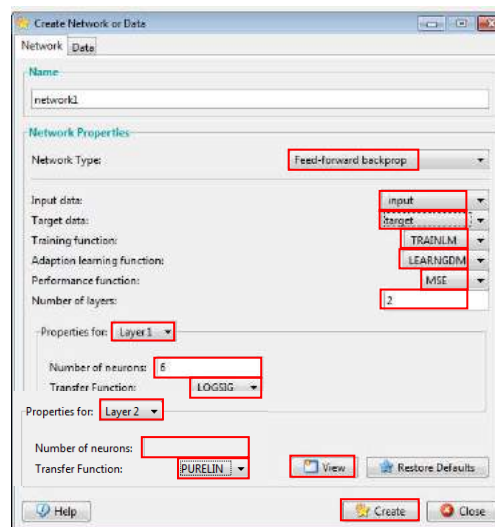 Create Network or Data
Network Data
Name
network1
Network Properties
Network Type: Feed-forward backprop
Input data: input
Target data: target
Training function: TRAINLM
Adaption learning function: LEARNGDM
Performance function: MSE
Number of layers: 2
Properties for: Layer1
Number of neurons: 6
Transfer Function: LOGSIG
Properties for: Layer 2
Number of neurons:
Transfer Function: PURELIN
View Restore Defaults
Help Create Close